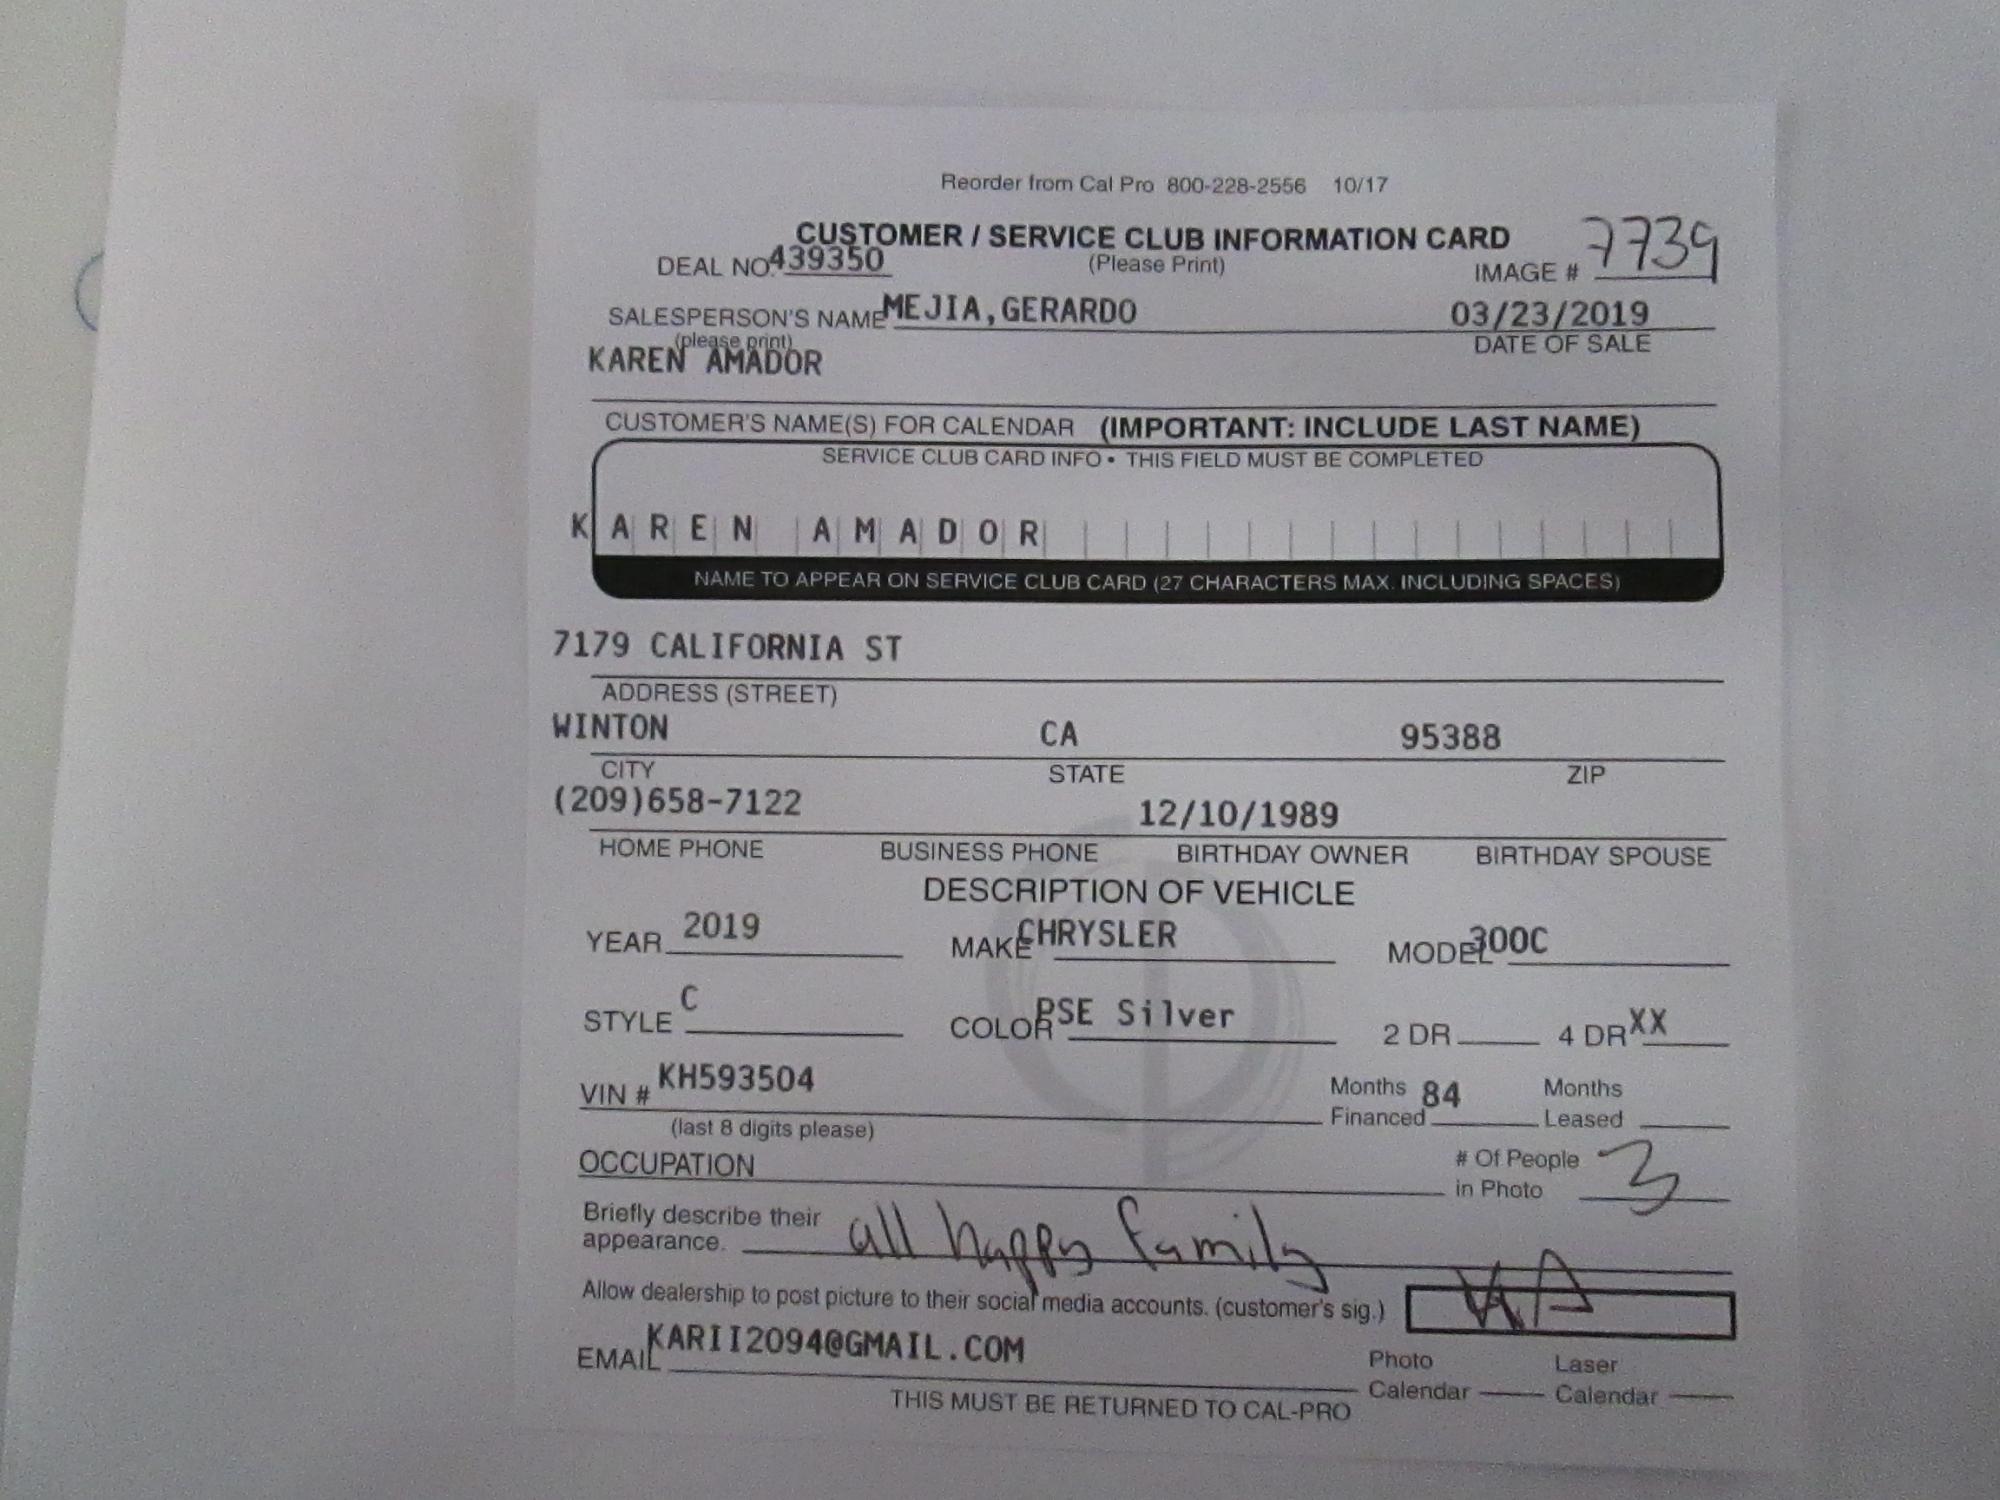 Reorder from Cal Pro 800-228-2556 10/17
CUSTOMER / SERVICE CLUB INFORMATION CARD
DEAL NO. 439350 (Please Print) IMAGE # 7739
SALESPERSON'S NAME MEJIA,GERARDO 03/23/2019
(please print) DATE OF SALE
KAREN AMADOR
CUSTOMER'S NAME(S) FOR CALENDAR (IMPORTANT: INCLUDE LAST NAME)
SERVICE CLUB CARD INFO • THIS FIELD MUST BE COMPLETED
KAREN AMADOR
NAME TO APPEAR ON SERVICE CLUB CARD (27 CHARACTERS MAX. INCLUDING SPACES)
7179 CALIFORNIA ST
ADDRESS (STREET)
WINTON CA 95388
CITY STATE ZIP
(209)658-7122 12/10/1989
HOME PHONE BUSINESS PHONE BIRTHDAY OWNER BIRTHDAY SPOUSE
DESCRIPTION OF VEHICLE
YEAR 2019 MAKE CHRYSLER MODEL 300C
STYLE C COLOR PSE Silver 2 DR 4 DR XX
VIN # KH593504 Months Financed 84 Months Leased
(last 8 digits please)
OCCUPATION # Of People in Photo 3
Briefly describe their appearance. all happy family
Allow dealership to post picture to their social media accounts. (customer's sig.) KA
EMAIL KARII2094@GMAIL.COM Photo Calendar Laser Calendar
THIS MUST BE RETURNED TO CAL-PRO